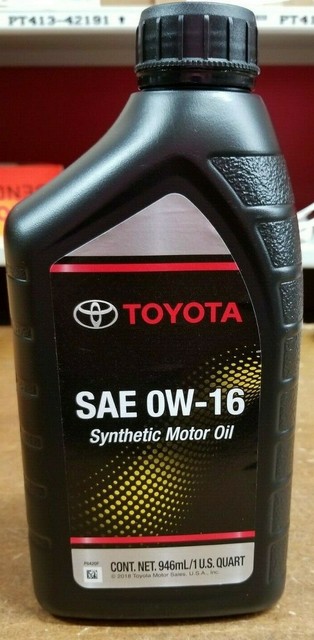 PT413-42191
TOYOTA
SAE 0W-16
Synthetic Motor Oil
CONT. NET. 946mL/1 U.S. QUART
© 2018 Toyota Motor Sales, U.S.A., Inc.